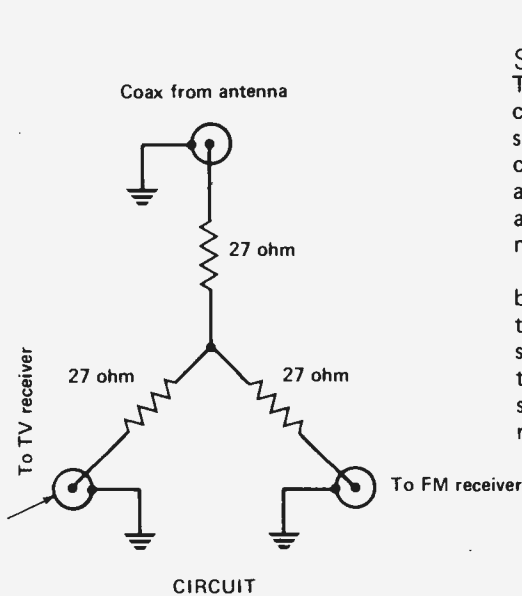 Coax from antenna
27 ohm
27 ohm
27 ohm
To TV receiver
To FM receiver
CIRCUIT